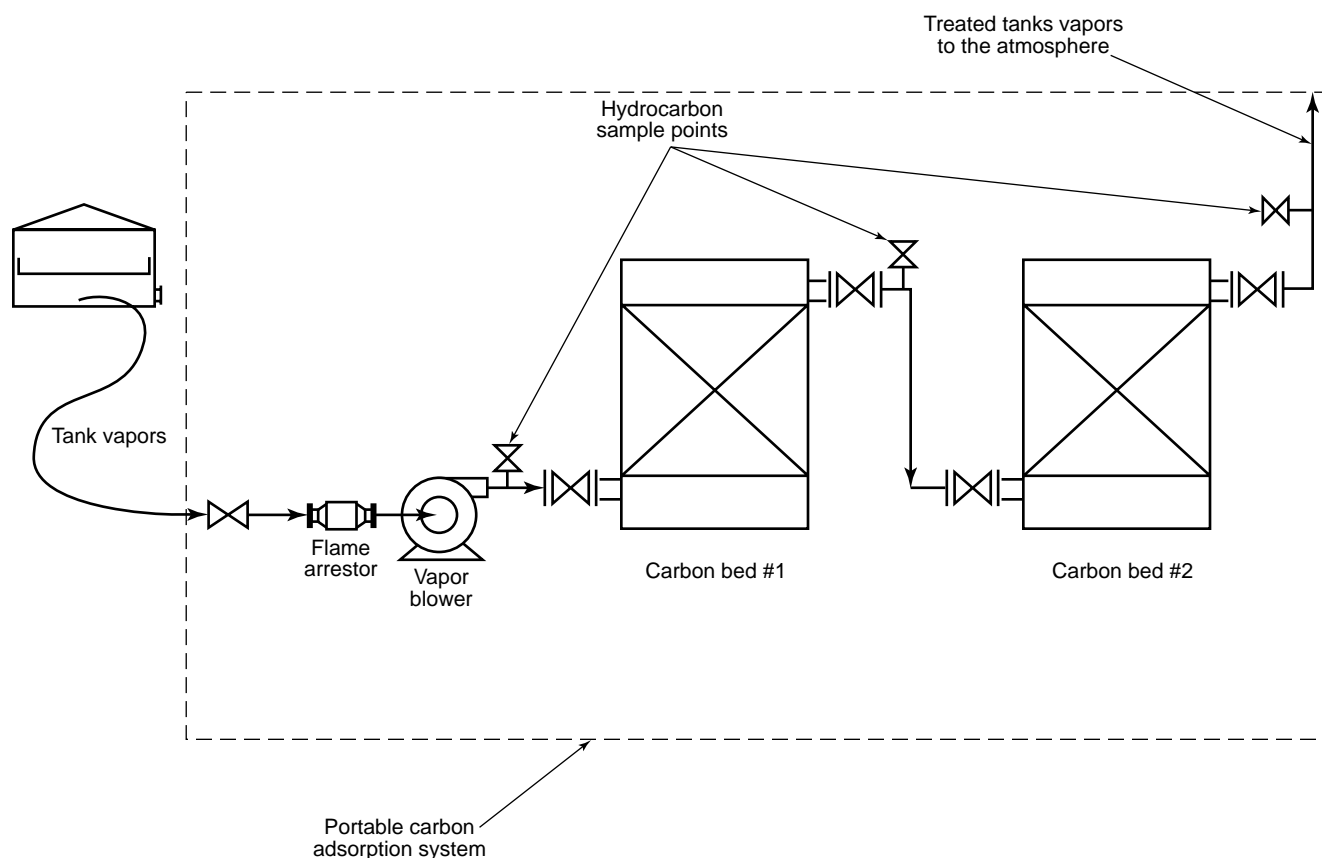 Treated tanks vapors
to the atmosphere
Hydrocarbon
sample points
Tank vapors
Flame
arrestor
Vapor
blower
Carbon bed #1
Carbon bed #2
Portable carbon
adsorption system